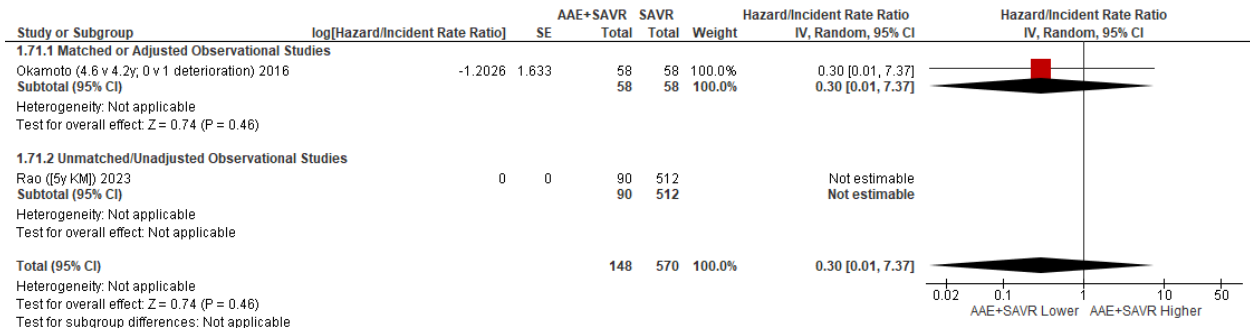 AAE+SAVR SAVR Hazard/Incident Rate Ratio Hazard/Incident Rate Ratio
Study or Subgroup log[Hazard/Incident Rate Ratio] SE Total Total Weight IV, Random, 95% CI IV, Random, 95% CI
1.71.1 Matched or Adjusted Observational Studies
Okamoto (4.6 v 4.2y; 0 v 1 deterioration) 2016 -1.2026 1.633 58 58 100.0% 0.30 [0.01, 7.37]
Subtotal (95% CI) 58 58 100.0% 0.30 [0.01, 7.37]
Heterogeneity: Not applicable
Test for overall effect: Z = 0.74 (P = 0.46)
1.71.2 Unmatched/Unadjusted Observational Studies
Rao ([5y KM]) 2023 0 0 90 512 Not estimable
Subtotal (95% CI) 90 512 Not estimable
Heterogeneity: Not applicable
Test for overall effect: Not applicable
Total (95% CI) 148 570 100.0% 0.30 [0.01, 7.37]
Heterogeneity: Not applicable
Test for overall effect: Z = 0.74 (P = 0.46)
Test for subgroup differences: Not applicable
0.02 0.1 1 10 50
AAE+SAVR Lower AAE+SAVR Higher